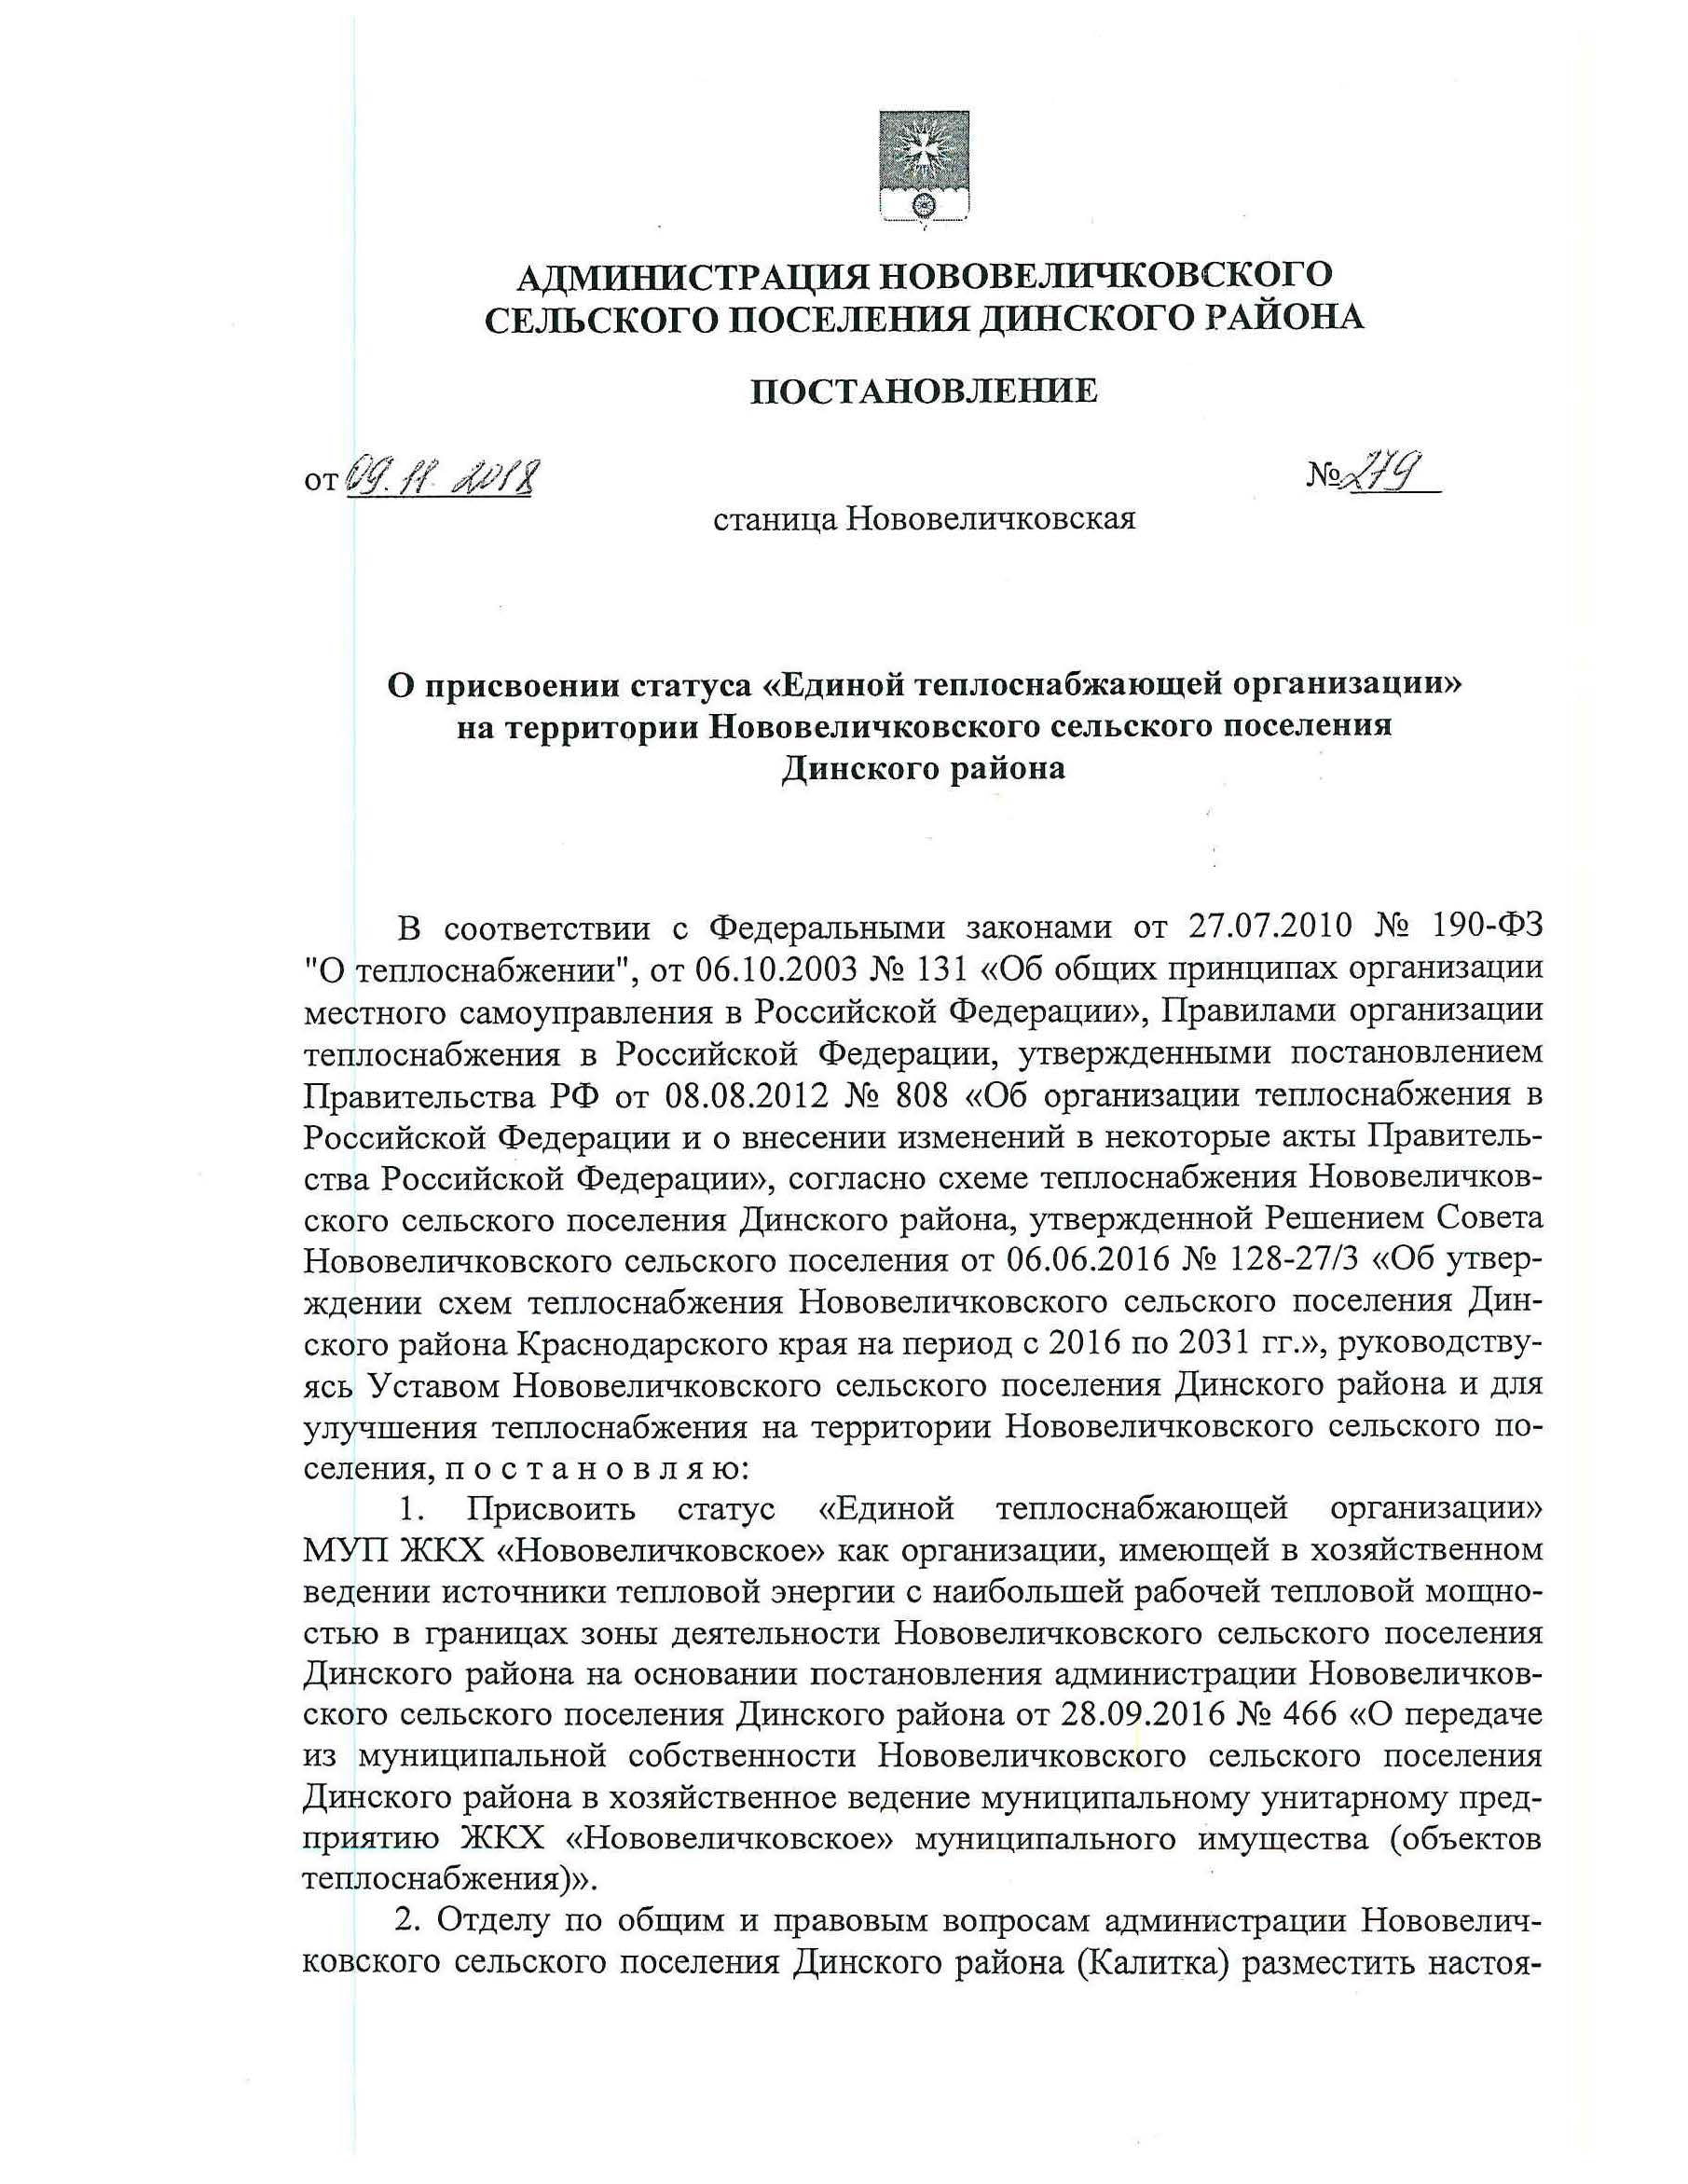 АДМИНИСТРАЦИЯ НОВОВЕЛИЧКОВСКОГО
СЕЛЬСКОГО ПОСЕЛЕНИЯ ДИНСКОГО РАЙОНА
ПОСТАНОВЛЕНИЕ
от 09.11.2018 № 279
станица Нововеличковская
О присвоении статуса «Единой теплоснабжающей организации»
на территории Нововеличковского сельского поселения
Динского района
В соответствии с Федеральными законами от 27.07.2010 № 190-ФЗ
"О теплоснабжении", от 06.10.2003 № 131 «Об общих принципах организации
местного самоуправления в Российской Федерации», Правилами организации
теплоснабжения в Российской Федерации, утвержденными постановлением
Правительства РФ от 08.08.2012 № 808 «Об организации теплоснабжения в
Российской Федерации и о внесении изменений в некоторые акты Правитель-
ства Российской Федерации», согласно схеме теплоснабжения Нововеличков-
ского сельского поселения Динского района, утвержденной Решением Совета
Нововеличковского сельского поселения от 06.06.2016 № 128-27/3 «Об утвер-
ждении схем теплоснабжения Нововеличковского сельского поселения Дин-
ского района Краснодарского края на период с 2016 по 2031 гг.», руководству-
ясь Уставом Нововеличковского сельского поселения Динского района и для
улучшения теплоснабжения на территории Нововеличковского сельского по-
селения, п о с т а н о в л я ю:
1. Присвоить статус «Единой теплоснабжающей организации»
МУП ЖКХ «Нововеличковское» как организации, имеющей в хозяйственном
ведении источники тепловой энергии с наибольшей рабочей тепловой мощно-
стью в границах зоны деятельности Нововеличковского сельского поселения
Динского района на основании постановления администрации Нововеличков-
ского сельского поселения Динского района от 28.09.2016 № 466 «О передаче
из муниципальной собственности Нововеличковского сельского поселения
Динского района в хозяйственное ведение муниципальному унитарному пред-
приятию ЖКХ «Нововеличковское» муниципального имущества (объектов
теплоснабжения)».
2. Отделу по общим и правовым вопросам администрации Нововелич-
ковского сельского поселения Динского района (Калитка) разместить настоя-